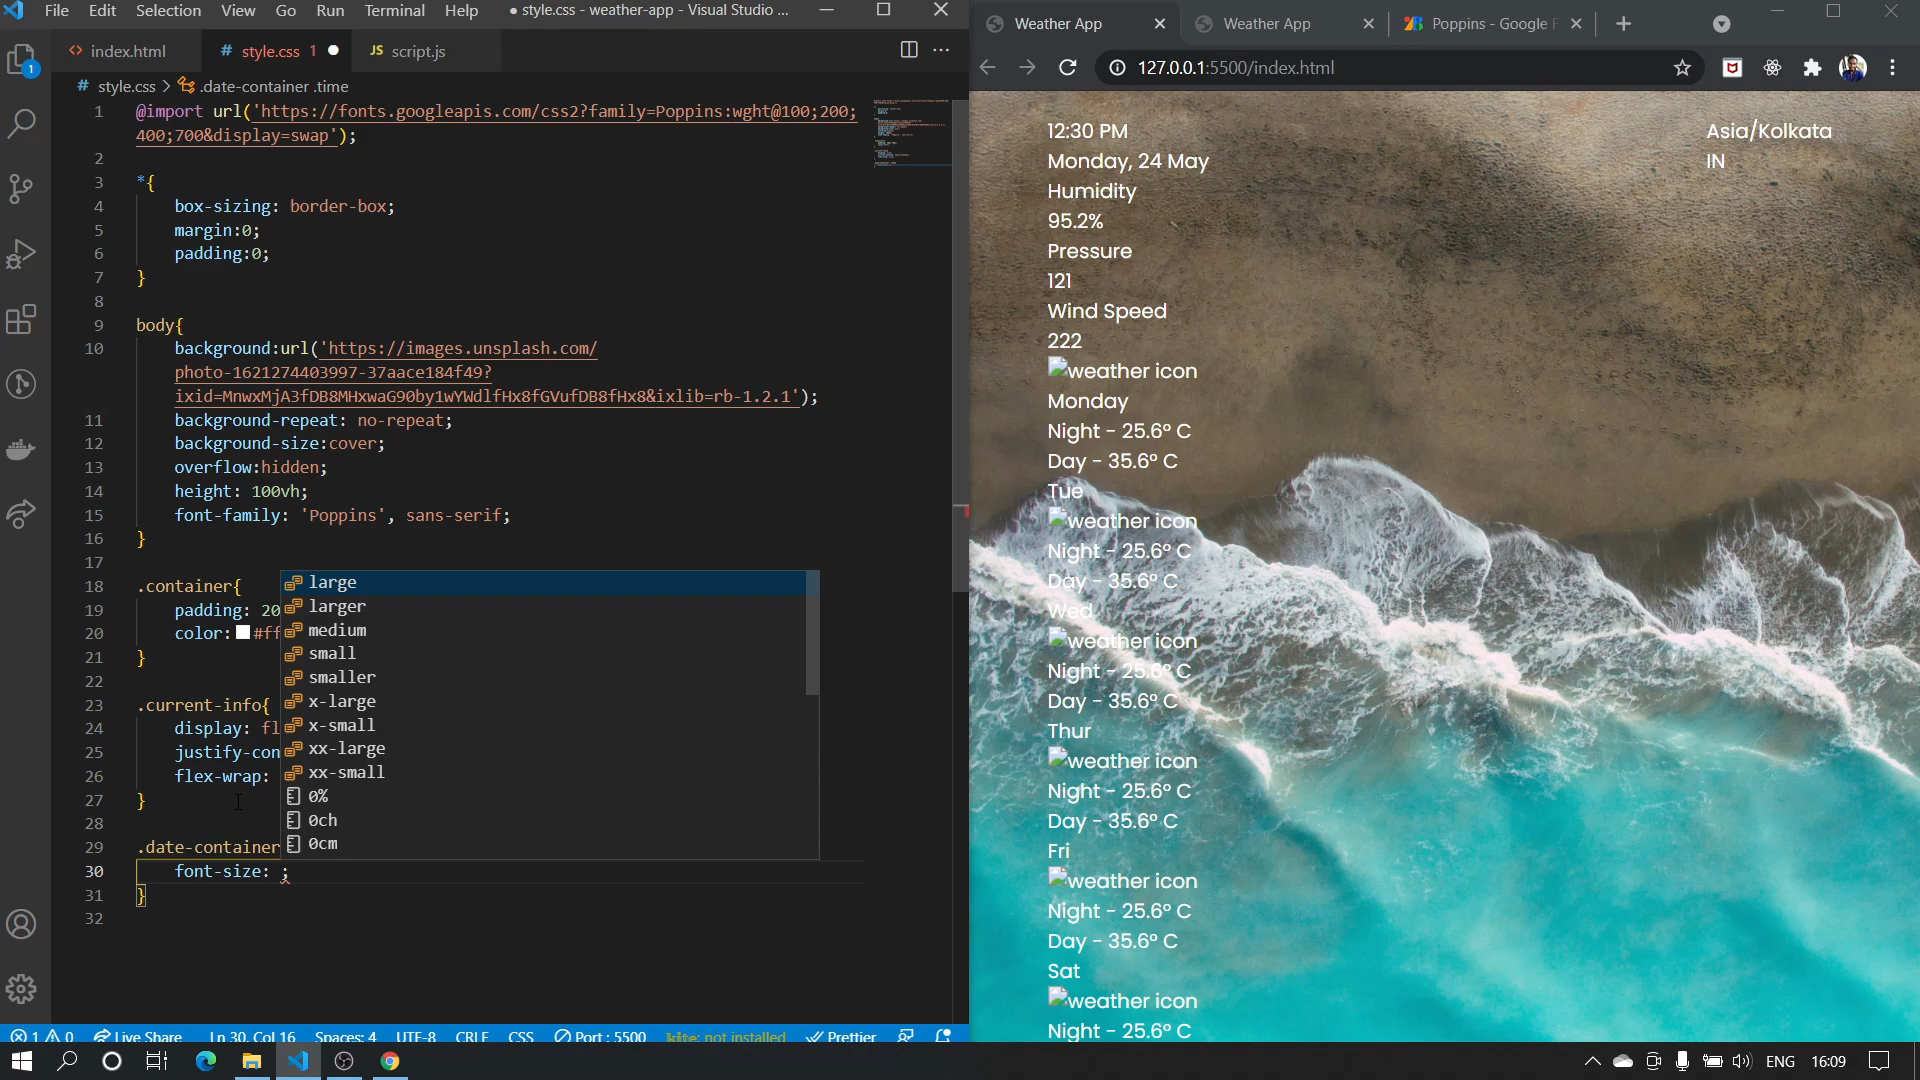 File Edit Selection View Go Run Terminal Help ● style.css - weather-app - Visual Studio ...
index.html # style.css 1 ● JS script.js
# style.css > .date-container .time
1 @import url('https://fonts.googleapis.com/css2?family=Poppins:wght@100;200;
400;700&display=swap');
2
3 *{
4 box-sizing: border-box;
5 margin:0;
6 padding:0;
7 }
8
9 body{
10 background:url('https://images.unsplash.com/
photo-1621274403997-37aace184f49?
ixid=MnwxMjA3fDB8MHxwaG90by1wYWdlfHx8fGVufDB8fHx8&ixlib=rb-1.2.1');
11 background-repeat: no-repeat;
12 background-size:cover;
13 overflow:hidden;
14 height: 100vh;
15 font-family: 'Poppins', sans-serif;
16 }
17
18 .container{
19 padding: 20
20 color: #ff
21 }
22
23 .current-info{
24 display: fl
25 justify-con
26 flex-wrap:
27 }
28
29 .date-container
30 font-size: ;
31 }
32
large
larger
medium
small
smaller
x-large
x-small
xx-large
xx-small
0%
0ch
0cm
1 0 Live Share Ln 30, Col 16 Spaces: 4 UTF-8 CRLF CSS Port : 5500 kite: not installed Prettier
Weather App Weather App Poppins - Google F
127.0.0.1:5500/index.html
12:30 PM
Monday, 24 May
Humidity
95.2%
Pressure
121
Wind Speed
222
weather icon
Monday
Night - 25.6° C
Day - 35.6° C
Tue
weather icon
Night - 25.6° C
Day - 35.6° C
Wed
weather icon
Night - 25.6° C
Day - 35.6° C
Thur
weather icon
Night - 25.6° C
Day - 35.6° C
Fri
weather icon
Night - 25.6° C
Day - 35.6° C
Sat
weather icon
Night - 25.6° C
Asia/Kolkata
IN
ENG 16:09